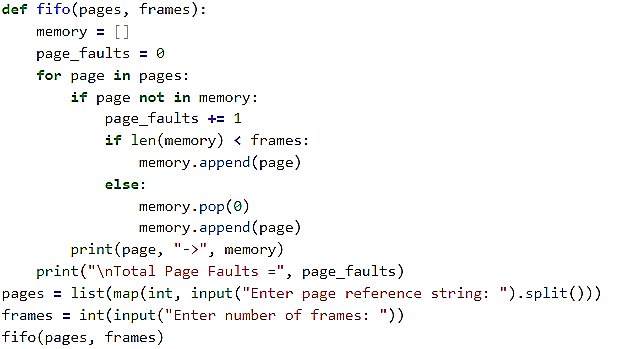 def fifo(pages, frames):
    memory = []
    page_faults = 0
    for page in pages:
        if page not in memory:
            page_faults += 1
            if len(memory) < frames:
                memory.append(page)
            else:
                memory.pop(0)
                memory.append(page)
        print(page, "->", memory)
    print("\nTotal Page Faults =", page_faults)
pages = list(map(int, input("Enter page reference string: ").split()))
frames = int(input("Enter number of frames: "))
fifo(pages, frames)